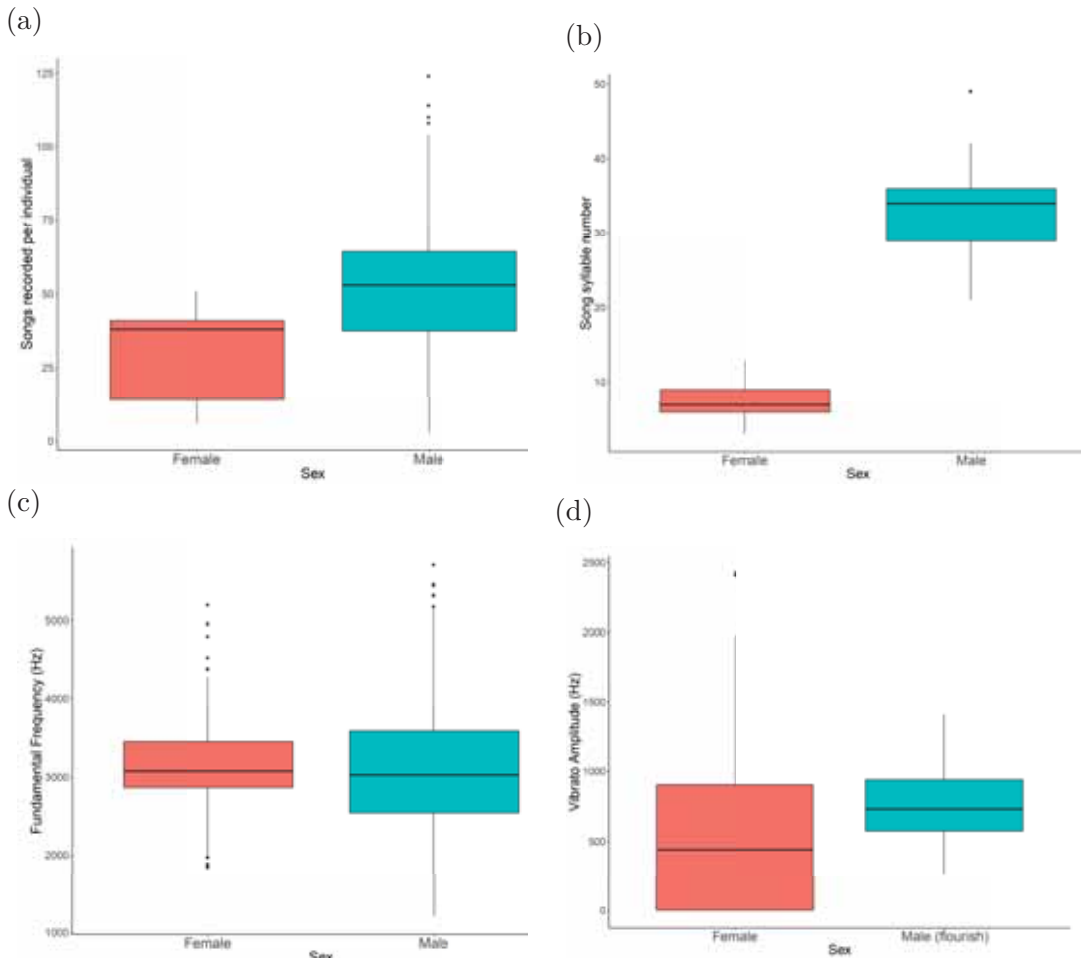 (a)
Songs recorded per individual
125
100
75
50
25
0
Female
Male
Sex
(b)
Song syllable number
50
40
30
20
10
Female
Male
Sex
(c)
Fundamental Frequency (Hz)
5000
4000
3000
2000
1000
Female
Male
Sex
(d)
Vibrato Amplitude (Hz)
2500
2000
1500
1000
500
0
Female
Male (flourish)
Sex